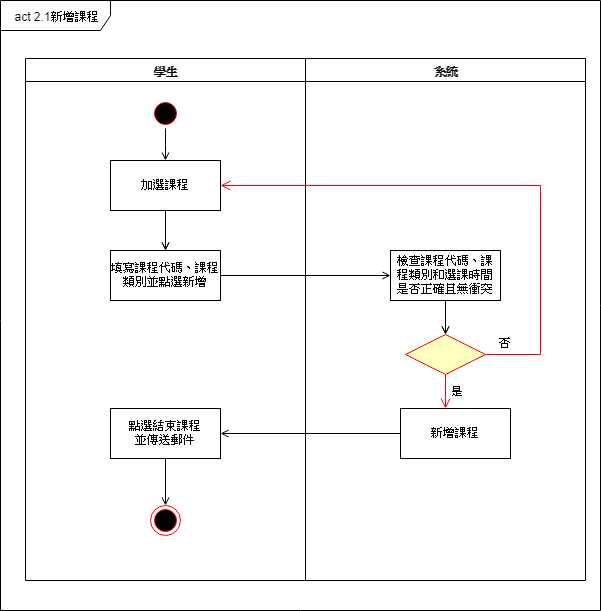 act 2.1新增課程
學生
系統
加選課程
填寫課程代碼、課程
類別並點選新增
檢查課程代碼、課
程類別和選課時間
是否正確且無衝突
否
是
點選結束課程
並傳送郵件
新增課程